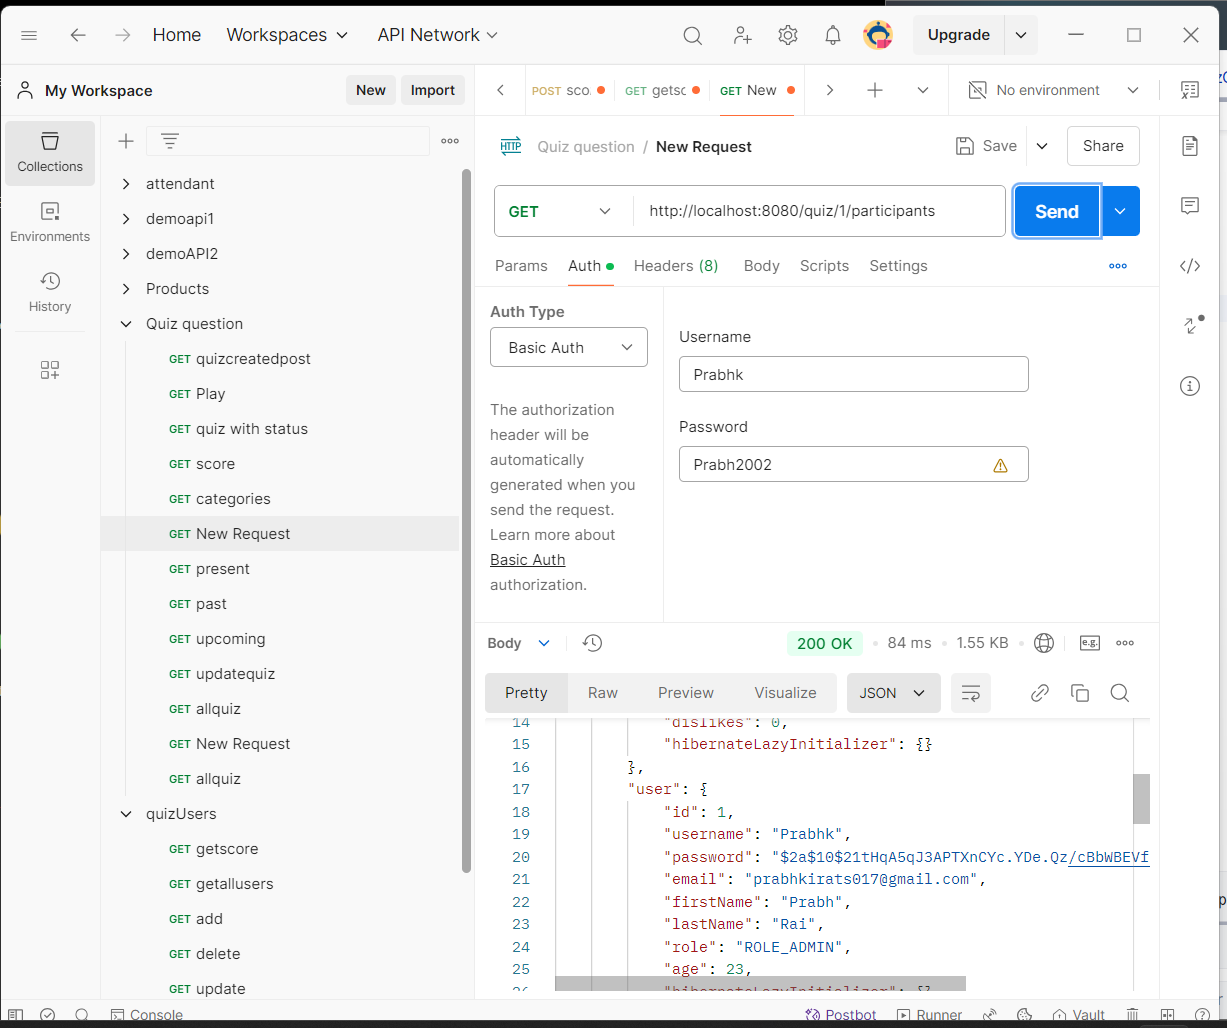 Home Workspaces API Network Upgrade
My Workspace New Import
POST sco GET getsc GET New No environment
Collections
Environments
History
attendant
demoapi1
demoAPI2
Products
Quiz question
GET quizcreatedpost
GET Play
GET quiz with status
GET score
GET categories
GET New Request
GET present
GET past
GET upcoming
GET updatequiz
GET allquiz
GET New Request
GET allquiz
quizUsers
GET getscore
GET getallusers
GET add
GET delete
GET update
HTTP Quiz question / New Request Save Share
GET http://localhost:8080/quiz/1/participants Send
Params Auth Headers (8) Body Scripts Settings
Auth Type
Basic Auth
The authorization
header will be
automatically
generated when you
send the request.
Learn more about
Basic Auth
authorization.
Username
Prabhk
Password
Prabh2002
Body 200 OK 84 ms 1.55 KB e.g.
Pretty Raw Preview Visualize JSON
14 "dislikes": 0,
15 "hibernateLazyInitializer": {}
16 },
17 "user": {
18 "id": 1,
19 "username": "Prabhk",
20 "password": "$2a$10$21tHqA5qJ3APTXnCYc.YDe.Qz/cBbWBEVf
21 "email": "prabhkirats017@gmail.com",
22 "firstName": "Prabh",
23 "lastName": "Rai",
24 "role": "ROLE_ADMIN",
25 "age": 23,
26 "hibernateLazyInitializer": {}
Console Postbot Runner Vault